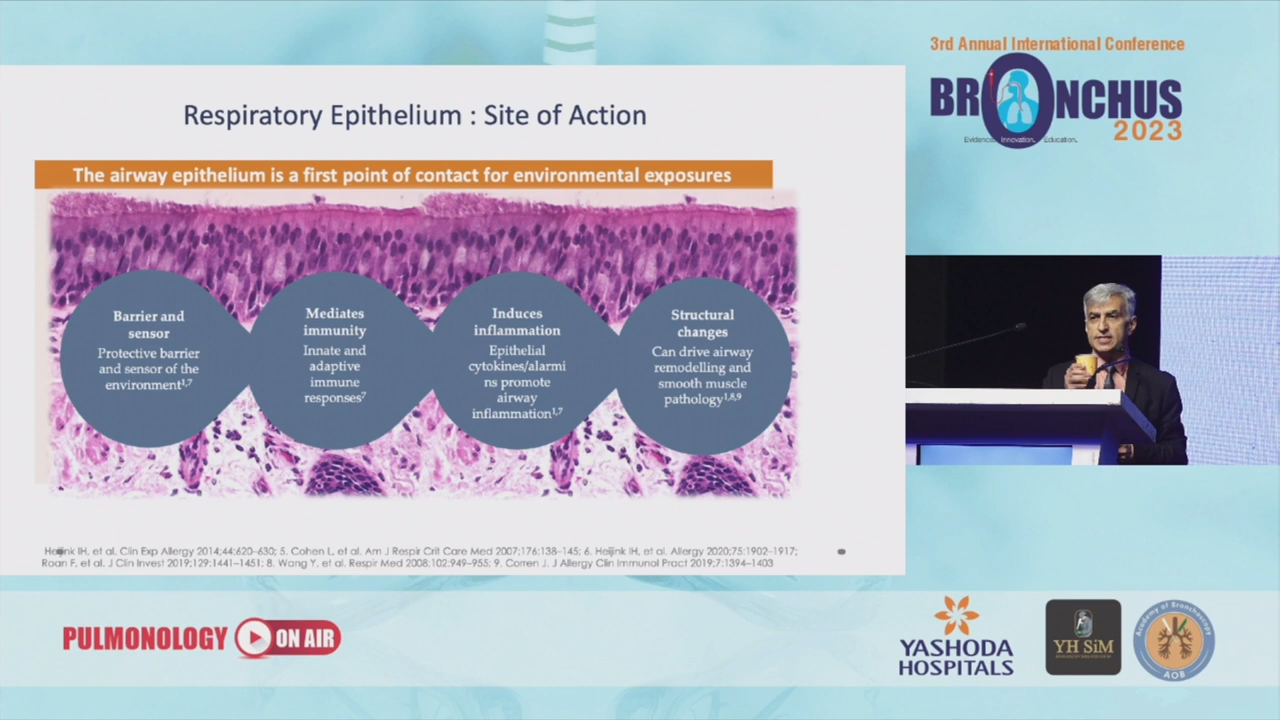 3rd Annual International Conference
BRONCHUS
2023
Evidence. Innovation. Education.
Respiratory Epithelium : Site of Action
The airway epithelium is a first point of contact for environmental exposures
Barrier and
sensor
Protective barrier
and sensor of the
environment1,7
Mediates
immunity
Innate and
adaptive
immune
responses7
Induces
inflammation
Epithelial
cytokines/alarmi
ns promote
airway
inflammation1,7
Structural
changes
Can drive airway
remodelling and
smooth muscle
pathology1,8,9
Heijink IH, et al. Clin Exp Allergy 2014;44:620–630; 5. Cohen L, et al. Am J Respir Crit Care Med 2007;176:138–145; 6. Heijink IH, et al. Allergy 2020;75:1902–1917;
Roan F, et al. J Clin Invest 2019;129:1441–1451; 8. Wang Y, et al. Respir Med 2008;102:949–955; 9. Corren J. J Allergy Clin Immunol Pract 2019;7:1394–1403
PULMONOLOGY ON AIR
YASHODA
HOSPITALS
YH SiM
Academy of Bronchoscopy
AOB